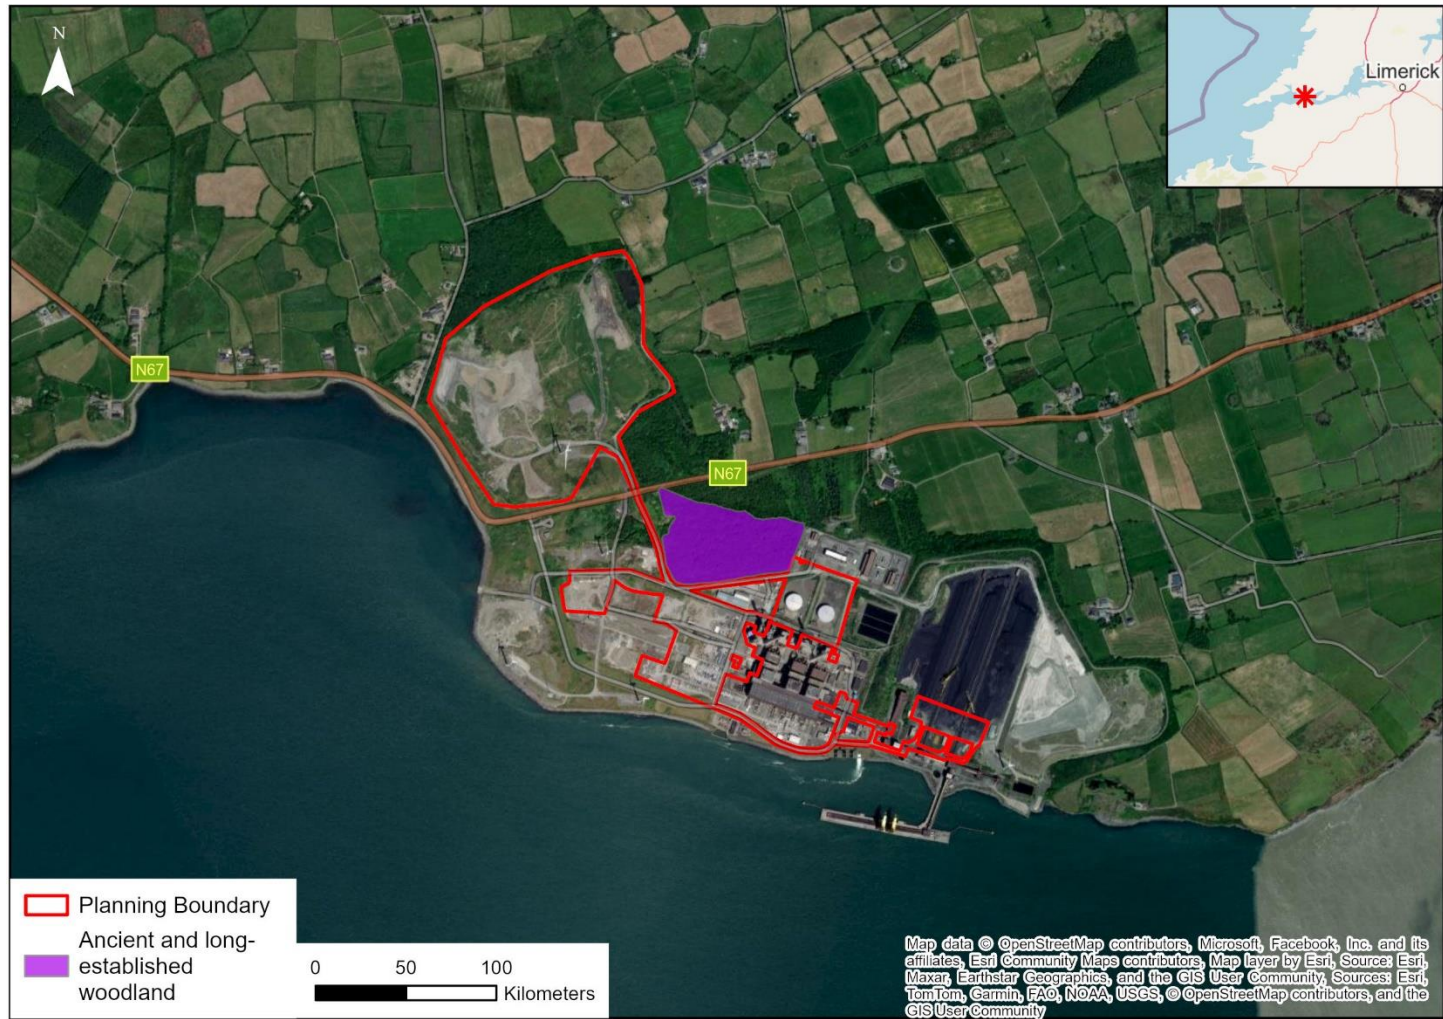 N
Limerick
N67
N67
Planning Boundary
Ancient and long-
established
woodland
0 50 100
Kilometers
Map data © OpenStreetMap contributors, Microsoft, Facebook, Inc. and its
affiliates, Esri Community Maps contributors, Map layer by Esri, Source: Esri,
Maxar, Earthstar Geographics, and the GIS User Community, Sources: Esri,
TomTom, Garmin, FAO, NOAA, USGS, © OpenStreetMap contributors, and the
GIS User Community